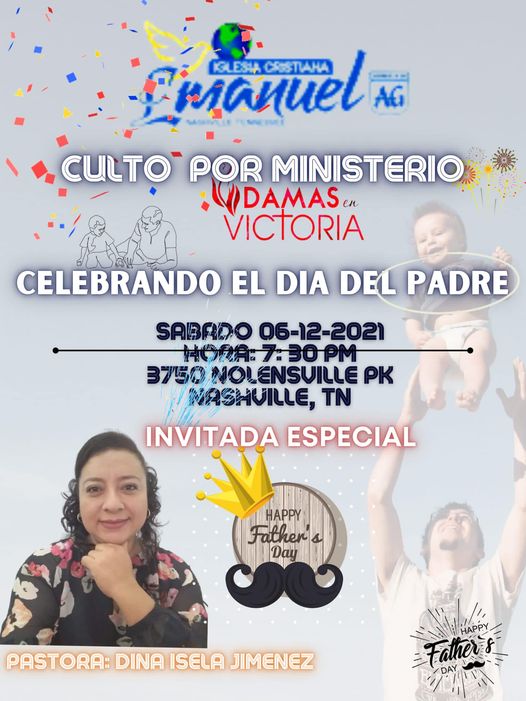 IGLESIA CRISTIANA
Emanuel
AG
NASHVILLE TENNESSEE
CULTO POR MINISTERIO
DAMAS en
VICTORIA
CELEBRANDO EL DIA DEL PADRE
SABADO 06-12-2021
HORA: 7: 30 PM
3750 NOLENSVILLE PK
NASHVILLE, TN
INVITADA ESPECIAL
HAPPY
Father's
Day
PASTORA: DINA ISELA JIMENEZ
HAPPY
Father's
DAY